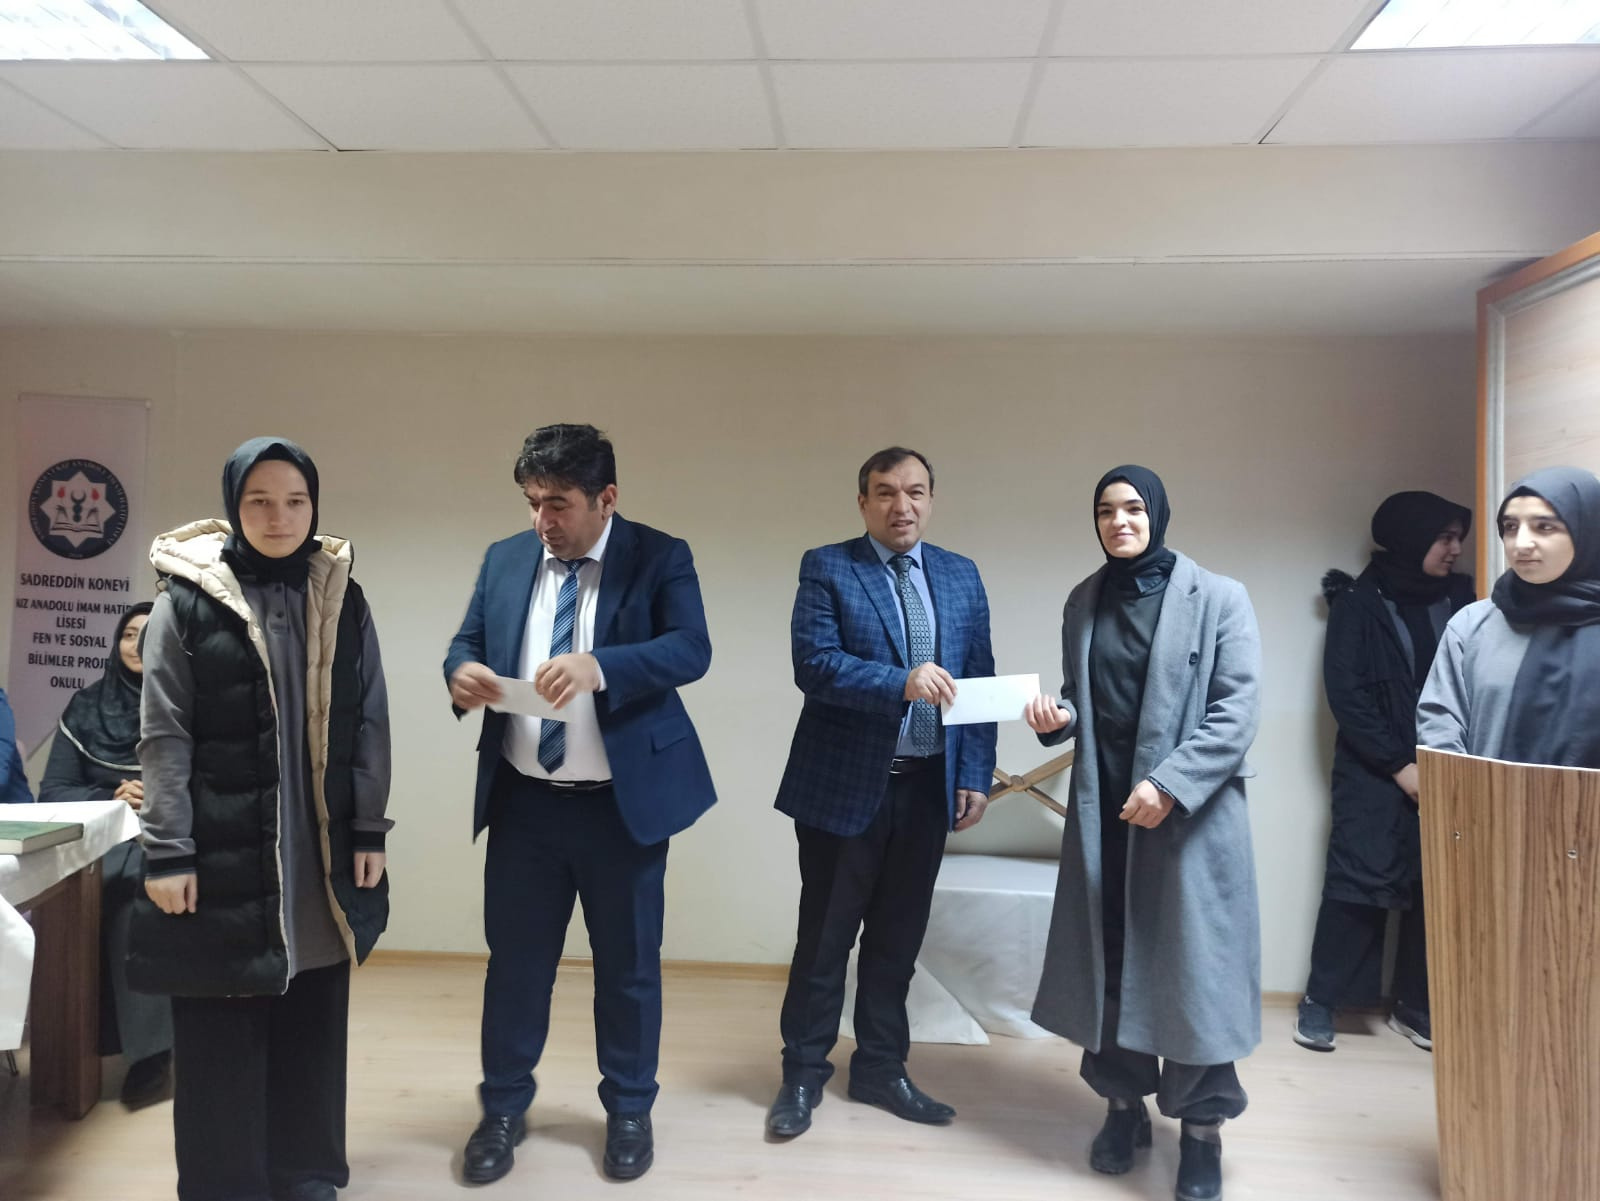 SADREDDİN KONEVİ
KIZ ANADOLU İMAM HATİP
LİSESİ
FEN VE SOSYAL
BİLİMLER PROJE
OKULU